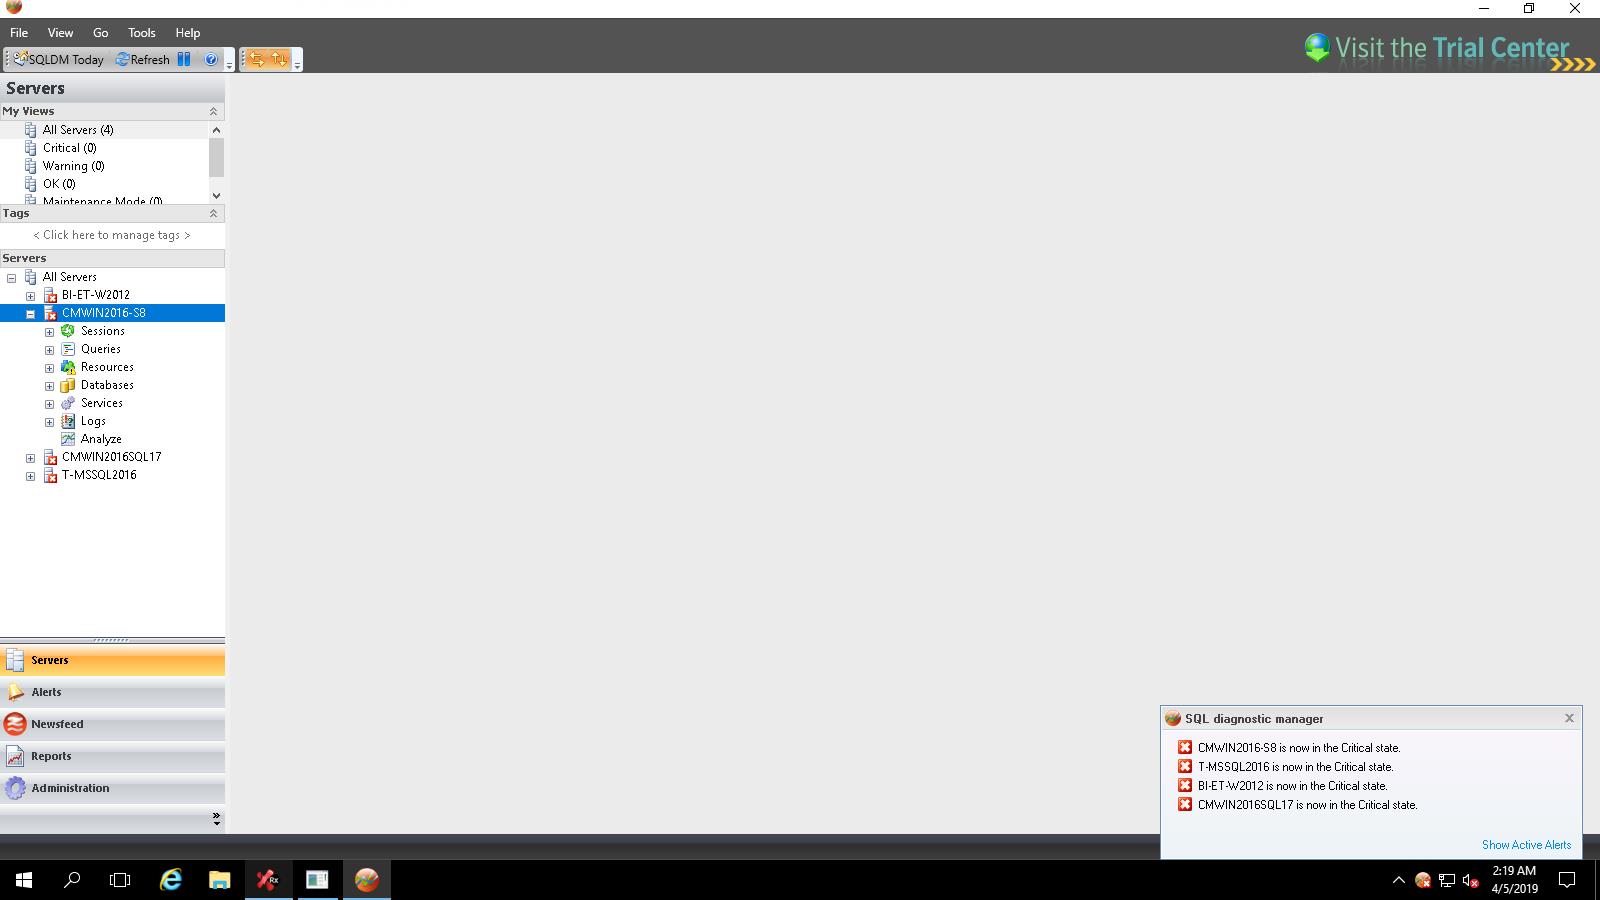 File View Go Tools Help
Visit the Trial Center
SQLDM Today Refresh
Servers
My Views
All Servers (4)
Critical (0)
Warning (0)
OK (0)
Maintenance Mode (0)
Tags
< Click here to manage tags >
Servers
All Servers
BI-ET-W2012
CMWIN2016-S8
Sessions
Queries
Resources
Databases
Services
Logs
Analyze
CMWIN2016SQL17
T-MSSQL2016
Servers
Alerts
Newsfeed
Reports
Administration
SQL diagnostic manager
CMWIN2016-S8 is now in the Critical state.
T-MSSQL2016 is now in the Critical state.
BI-ET-W2012 is now in the Critical state.
CMWIN2016SQL17 is now in the Critical state.
Show Active Alerts
Rx
2:19 AM
4/5/2019